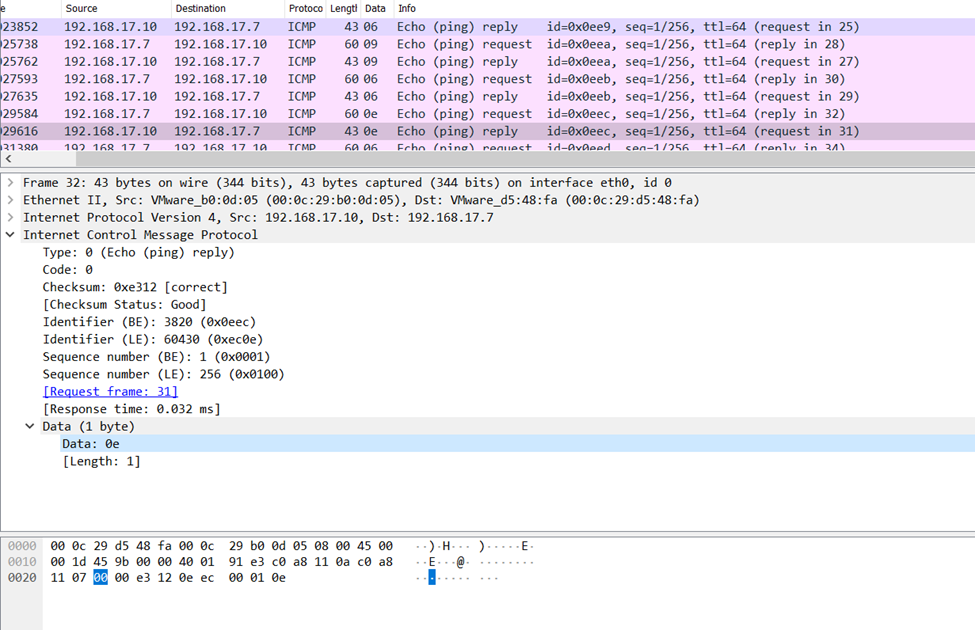 e Source Destination Protoco Lengtl Data Info
023852 192.168.17.10 192.168.17.7 ICMP 43 06 Echo (ping) reply id=0x0ee9, seq=1/256, ttl=64 (request in 25)
025738 192.168.17.7 192.168.17.10 ICMP 60 09 Echo (ping) request id=0x0eea, seq=1/256, ttl=64 (reply in 28)
025762 192.168.17.10 192.168.17.7 ICMP 43 09 Echo (ping) reply id=0x0eea, seq=1/256, ttl=64 (request in 27)
027593 192.168.17.7 192.168.17.10 ICMP 60 06 Echo (ping) request id=0x0eeb, seq=1/256, ttl=64 (reply in 30)
027635 192.168.17.10 192.168.17.7 ICMP 43 06 Echo (ping) reply id=0x0eeb, seq=1/256, ttl=64 (request in 29)
029584 192.168.17.7 192.168.17.10 ICMP 60 0e Echo (ping) request id=0x0eec, seq=1/256, ttl=64 (reply in 32)
029616 192.168.17.10 192.168.17.7 ICMP 43 0e Echo (ping) reply id=0x0eec, seq=1/256, ttl=64 (request in 31)
031380 192.168.17.7 192.168.17.10 ICMP 60 06 Echo (ping) request id=0x0eed, seq=1/256, ttl=64 (reply in 34)
Frame 32: 43 bytes on wire (344 bits), 43 bytes captured (344 bits) on interface eth0, id 0
Ethernet II, Src: VMware_b0:0d:05 (00:0c:29:b0:0d:05), Dst: VMware_d5:48:fa (00:0c:29:d5:48:fa)
Internet Protocol Version 4, Src: 192.168.17.10, Dst: 192.168.17.7
Internet Control Message Protocol
Type: 0 (Echo (ping) reply)
Code: 0
Checksum: 0xe312 [correct]
[Checksum Status: Good]
Identifier (BE): 3820 (0x0eec)
Identifier (LE): 60430 (0xec0e)
Sequence number (BE): 1 (0x0001)
Sequence number (LE): 256 (0x0100)
[Request frame: 31]
[Response time: 0.032 ms]
Data (1 byte)
Data: 0e
[Length: 1]
0000 00 0c 29 d5 48 fa 00 0c 29 b0 0d 05 08 00 45 00 ··)·H··· )·····E·
0010 00 1d 45 9b 00 00 40 01 91 e3 c0 a8 11 0a c0 a8 ··E···@· ········
0020 11 07 00 00 e3 12 0e ec 00 01 0e ········ ···